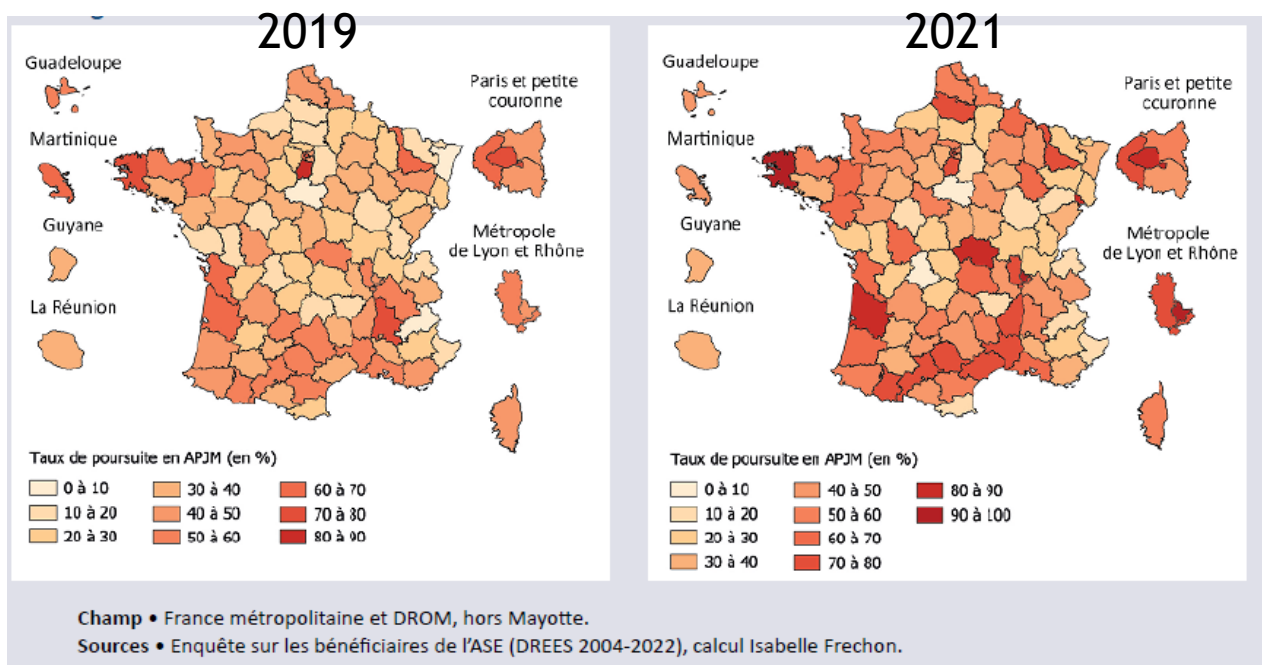 2019
Guadeloupe
Martinique
Guyane
La Réunion
Paris et petite
couronne
Métropole
de Lyon et Rhône
Taux de poursuite en APJM (en %)
0 à 10
10 à 20
20 à 30
30 à 40
40 à 50
50 à 60
60 à 70
70 à 80
80 à 90
2021
Guadeloupe
Martinique
Guyane
La Réunion
Paris et petite
couronne
Métropole
de Lyon et Rhône
Taux de poursuite en APJM (en %)
0 à 10
10 à 20
20 à 30
30 à 40
40 à 50
50 à 60
60 à 70
70 à 80
80 à 90
90 à 100
Champ • France métropolitaine et DROM, hors Mayotte.
Sources • Enquête sur les bénéficiaires de l’ASE (DREES 2004-2022), calcul Isabelle Frechon.